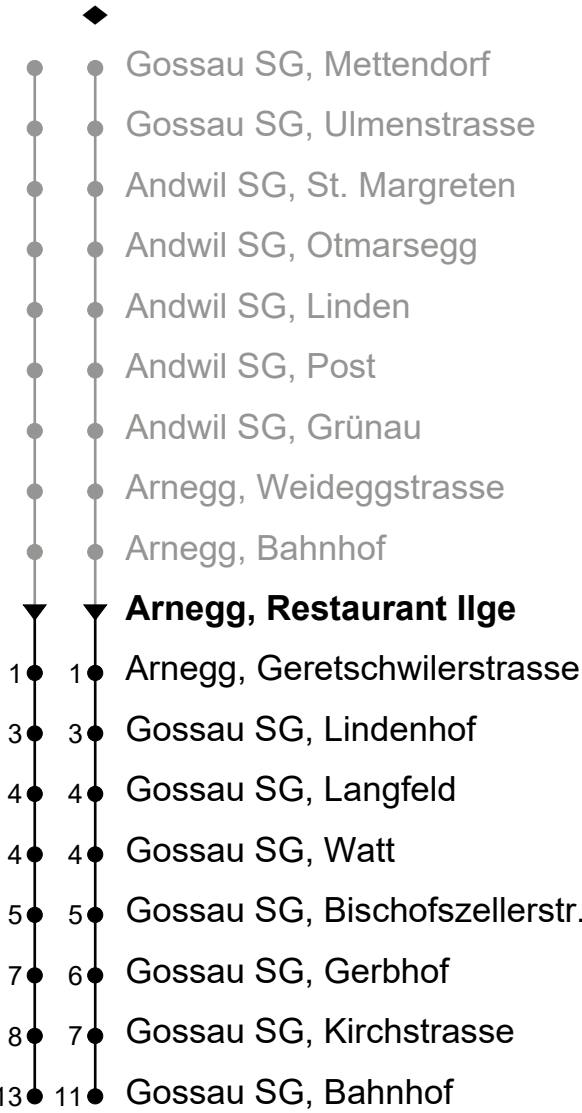 Gossau SG, Mettendorf
Gossau SG, Ulmenstrasse
Andwil SG, St. Margreten
Andwil SG, Otmarsegg
Andwil SG, Linden
Andwil SG, Post
Andwil SG, Grünau
Arnegg, Weideggstrasse
Arnegg, Bahnhof
Arnegg, Restaurant Ilge
1 1 Arnegg, Geretschwilerstrasse
3 3 Gossau SG, Lindenhof
4 4 Gossau SG, Langfeld
4 4 Gossau SG, Watt
5 5 Gossau SG, Bischofszellerstr.
7 6 Gossau SG, Gerbhof
8 7 Gossau SG, Kirchstrasse
13 11 Gossau SG, Bahnhof